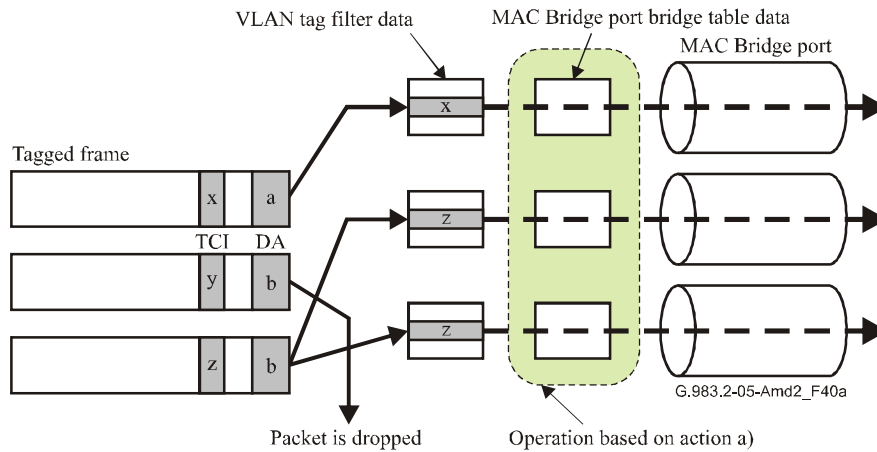 VLAN tag filter data
MAC Bridge port bridge table data
MAC Bridge port
x
Tagged frame
x a
z
TCI DA
y b
z
z b
G.983.2-05-Amd2_F40a
Packet is dropped
Operation based on action a)